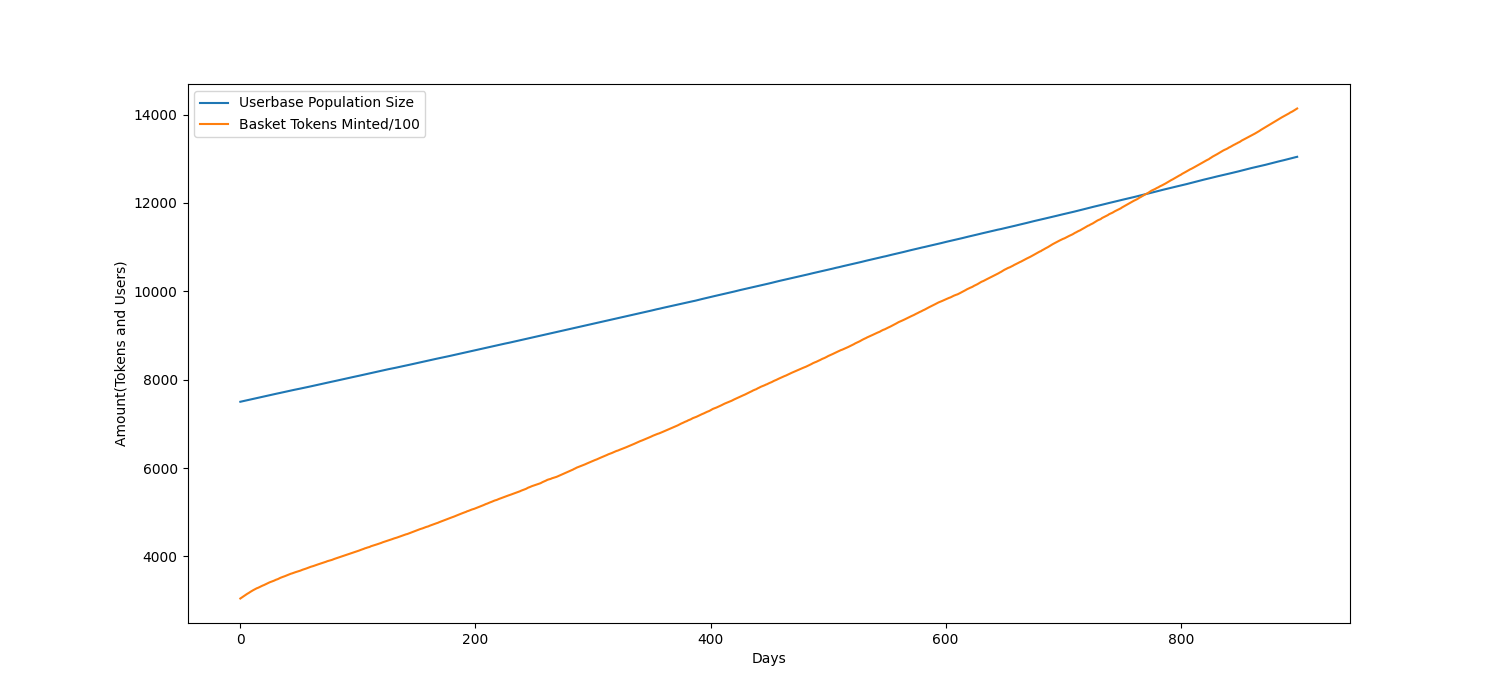 Userbase Population Size
Basket Tokens Minted/100
14000
12000
10000
8000
6000
4000
Amount(Tokens and Users)
0 200 400 600 800
Days